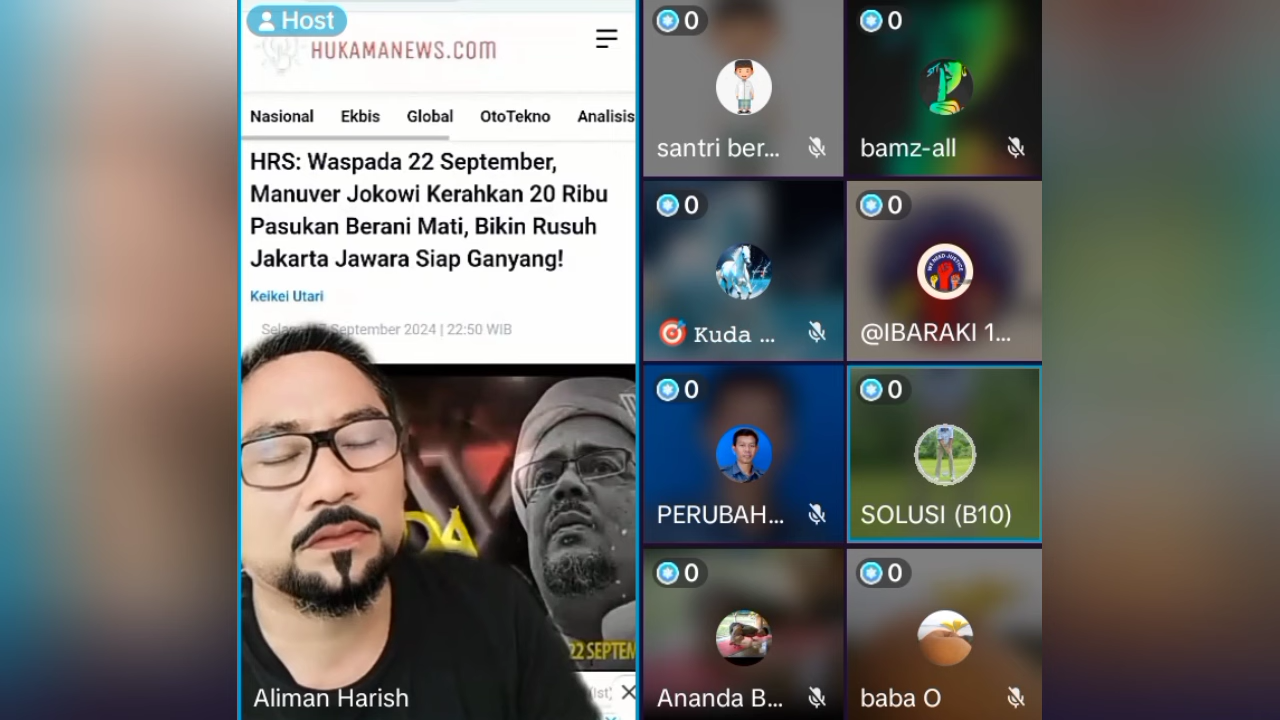 Host
HUKAMANEWS.COM
Nasional Ekbis Global OtoTekno Analisis
HRS: Waspada 22 September,
Manuver Jokowi Kerahkan 20 Ribu
Pasukan Berani Mati, Bikin Rusuh
Jakarta Jawara Siap Ganyang!
Keikei Utari
September 2024 | 22:50 WIB
22 SEPTEM
Aliman Harish
0
santri ber...
0
bamz-all
0
Kuda ...
0
WE NEED JUSTICE
@IBARAKI 1...
0
PERUBAH...
0
SOLUSI (B10)
0
Ananda B...
0
baba O